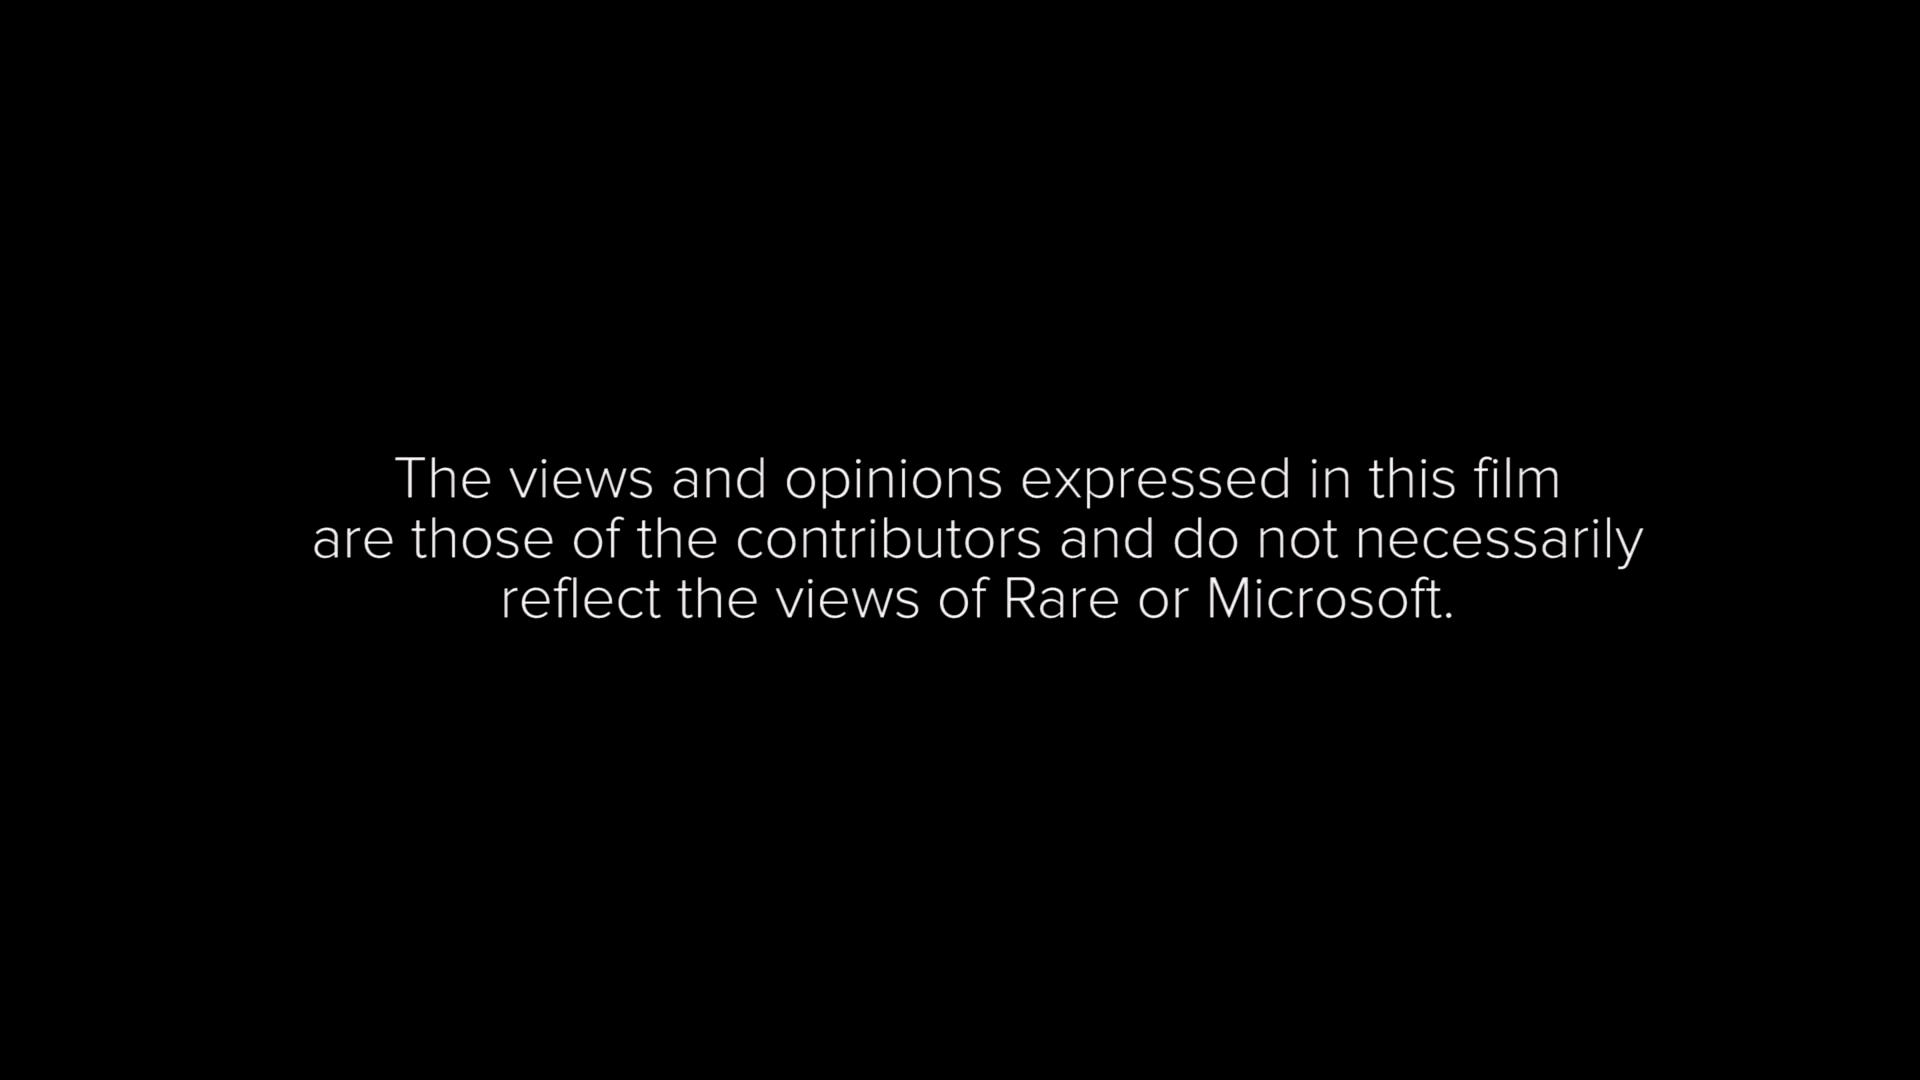 The views and opinions expressed in this film
are those of the contributors and do not necessarily
reflect the views of Rare or Microsoft.